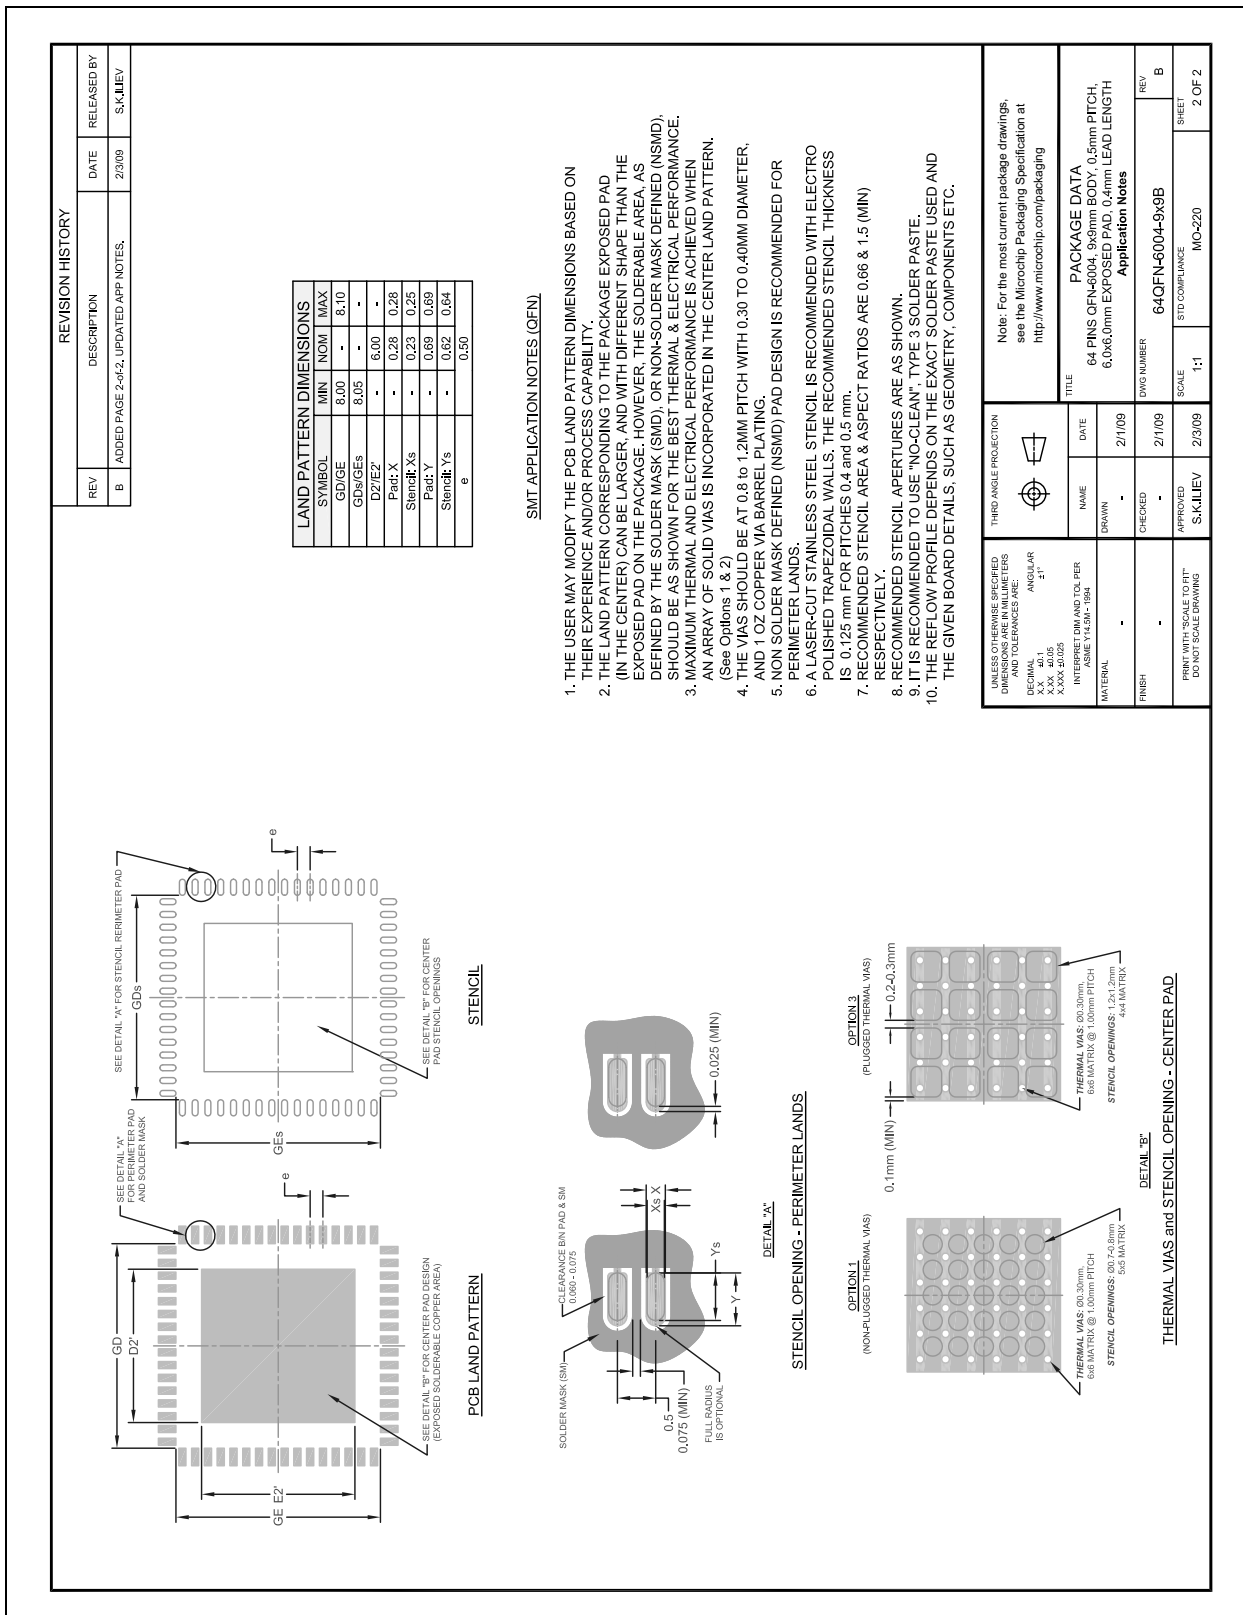 REVISION HISTORY
REV DESCRIPTION DATE RELEASED BY
B ADDED PAGE 2-of-2. UPDATED APP NOTES. 2/3/09 S.K.ILIEV
SEE DETAIL "A"
FOR PERIMETER PAD
AND SOLDER MASK
GD
D2'
GE E2'
e
SEE DETAIL "B" FOR CENTER PAD DESIGN
(EXPOSED SOLDERABLE COPPER AREA)
PCB LAND PATTERN
SEE DETAIL "A" FOR STENCIL RERIMETER PAD
GDs
GEs
e
SEE DETAIL "B" FOR CENTER
PAD STENCIL OPENINGS
STENCIL
LAND PATTERN DIMENSIONS
SYMBOL MIN NOM MAX
GD/GE 8.00 - 8.10
GDs/GEs 8.05 - -
D2'/E2' - 6.00 -
Pad: X - 0.28 0.28
Stencil: Xs - 0.23 0.25
Pad: Y - 0.69 0.69
Stencil: Ys - 0.62 0.64
e 0.50
SOLDER MASK (SM)
CLEARANCE B/N PAD & SM
0.060 - 0.075
0.5
0.075 (MIN)
FULL RADIUS
IS OPTIONAL
Xs X
Ys
Y
0.025 (MIN)
DETAIL "A"
STENCIL OPENING - PERIMETER LANDS
OPTION 1
(NON-PLUGGED THERMAL VIAS)
THERMAL VIAS: Ø0.30mm,
6x6 MATRIX @ 1.00mm PITCH
STENCIL OPENINGS: Ø0.7-0.8mm
5x5 MATRIX
OPTION 3
(PLUGGED THERMAL VIAS)
0.1mm (MIN)
0.2-0.3mm
THERMAL VIAS: Ø0.30mm,
6x6 MATRIX @ 1.00mm PITCH
STENCIL OPENINGS: 1.2x1.2mm
4x4 MATRIX
DETAIL "B"
THERMAL VIAS and STENCIL OPENING - CENTER PAD
SMT APPLICATION NOTES (QFN)
1. THE USER MAY MODIFY THE PCB LAND PATTERN DIMENSIONS BASED ON
THEIR EXPERIENCE AND/OR PROCESS CAPABILITY.
2. THE LAND PATTERN CORRESPONDING TO THE PACKAGE EXPOSED PAD
(IN THE CENTER) CAN BE LARGER, AND WITH DIFFERENT SHAPE THAN THE
EXPOSED PAD ON THE PACKAGE. HOWEVER, THE SOLDERABLE AREA, AS
DEFINED BY THE SOLDER MASK (SMD), OR NON-SOLDER MASK DEFINED (NSMD),
SHOULD BE AS SHOWN FOR THE BEST THERMAL & ELECTRICAL PERFORMANCE.
3. MAXIMUM THERMAL AND ELECTRICAL PERFORMANCE IS ACHIEVED WHEN
AN ARRAY OF SOLID VIAS IS INCORPORATED IN THE CENTER LAND PATTERN.
(See Options 1 & 2)
4. THE VIAS SHOULD BE AT 0.8 to 1.2MM PITCH WITH 0.30 TO 0.40MM DIAMETER,
AND 1 OZ COPPER VIA BARREL PLATING.
5. NON SOLDER MASK DEFINED (NSMD) PAD DESIGN IS RECOMMENDED FOR
PERIMETER LANDS.
6. A LASER-CUT STAINLESS STEEL STENCIL IS RECOMMENDED WITH ELECTRO
POLISHED TRAPEZOIDAL WALLS. THE RECOMMENDED STENCIL THICKNESS
IS 0.125 mm FOR PITCHES 0.4 and 0.5 mm.
7. RECOMMENDED STENCIL AREA & ASPECT RATIOS ARE 0.66 & 1.5 (MIN)
RESPECTIVELY.
8. RECOMMENDED STENCIL APERTURES ARE AS SHOWN.
9. IT IS RECOMMENDED TO USE "NO-CLEAN", TYPE 3 SOLDER PASTE.
10. THE REFLOW PROFILE DEPENDS ON THE EXACT SOLDER PASTE USED AND
THE GIVEN BOARD DETAILS, SUCH AS GEOMETRY, COMPONENTS ETC.
UNLESS OTHERWISE SPECIFIED
DIMENSIONS ARE IN MILLIMETERS
AND TOLERANCES ARE:
DECIMAL ANGULAR
X.X ±0.1 ±1°
X.XX ±0.05
X.XXX ±0.025
INTERPRET DIM AND TOL PER
ASME Y14.5M - 1994
MATERIAL
-
FINISH
-
PRINT WITH "SCALE TO FIT"
DO NOT SCALE DRAWING
THIRD ANGLE PROJECTION
NAME DATE
DRAWN
- 2/1/09
CHECKED
- 2/1/09
APPROVED
S.K.ILIEV 2/3/09
Note: For the most current package drawings,
see the Microchip Packaging Specification at
http://www.microchip.com/packaging
TITLE
PACKAGE DATA
64 PINS QFN-6004, 9x9mm BODY, 0.5mm PITCH,
6.0x6.0mm EXPOSED PAD, 0.4mm LEAD LENGTH
Application Notes
DWG NUMBER
64QFN-6004-9x9B
REV
B
SCALE
1:1
STD COMPLIANCE
MO-220
SHEET
2 OF 2